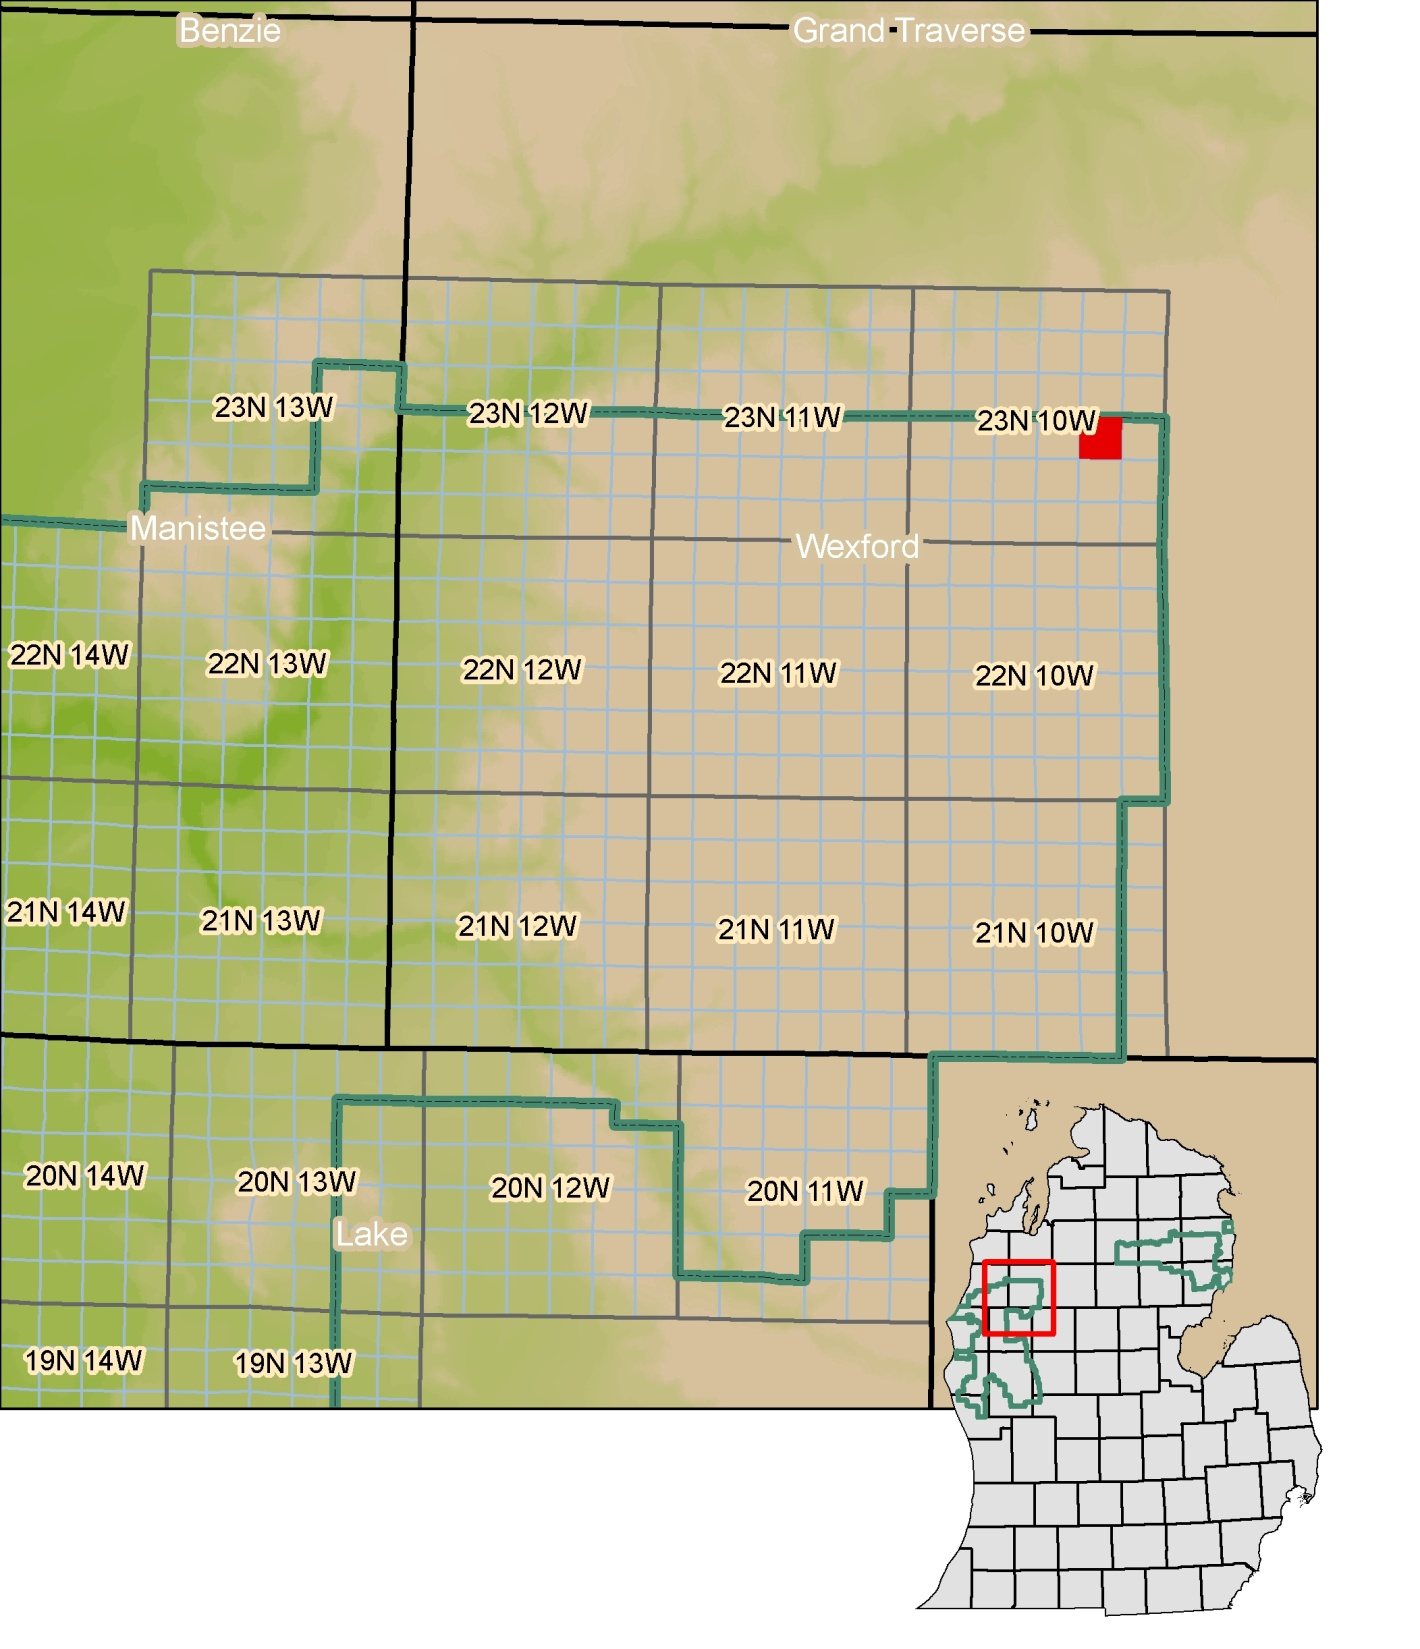 Benzie
Grand Traverse
23N 13W
23N 12W
23N 11W
23N 10W
Manistee
Wexford
22N 14W
22N 13W
22N 12W
22N 11W
22N 10W
21N 14W
21N 13W
21N 12W
21N 11W
21N 10W
20N 14W
20N 13W
20N 12W
20N 11W
Lake
19N 14W
19N 13W